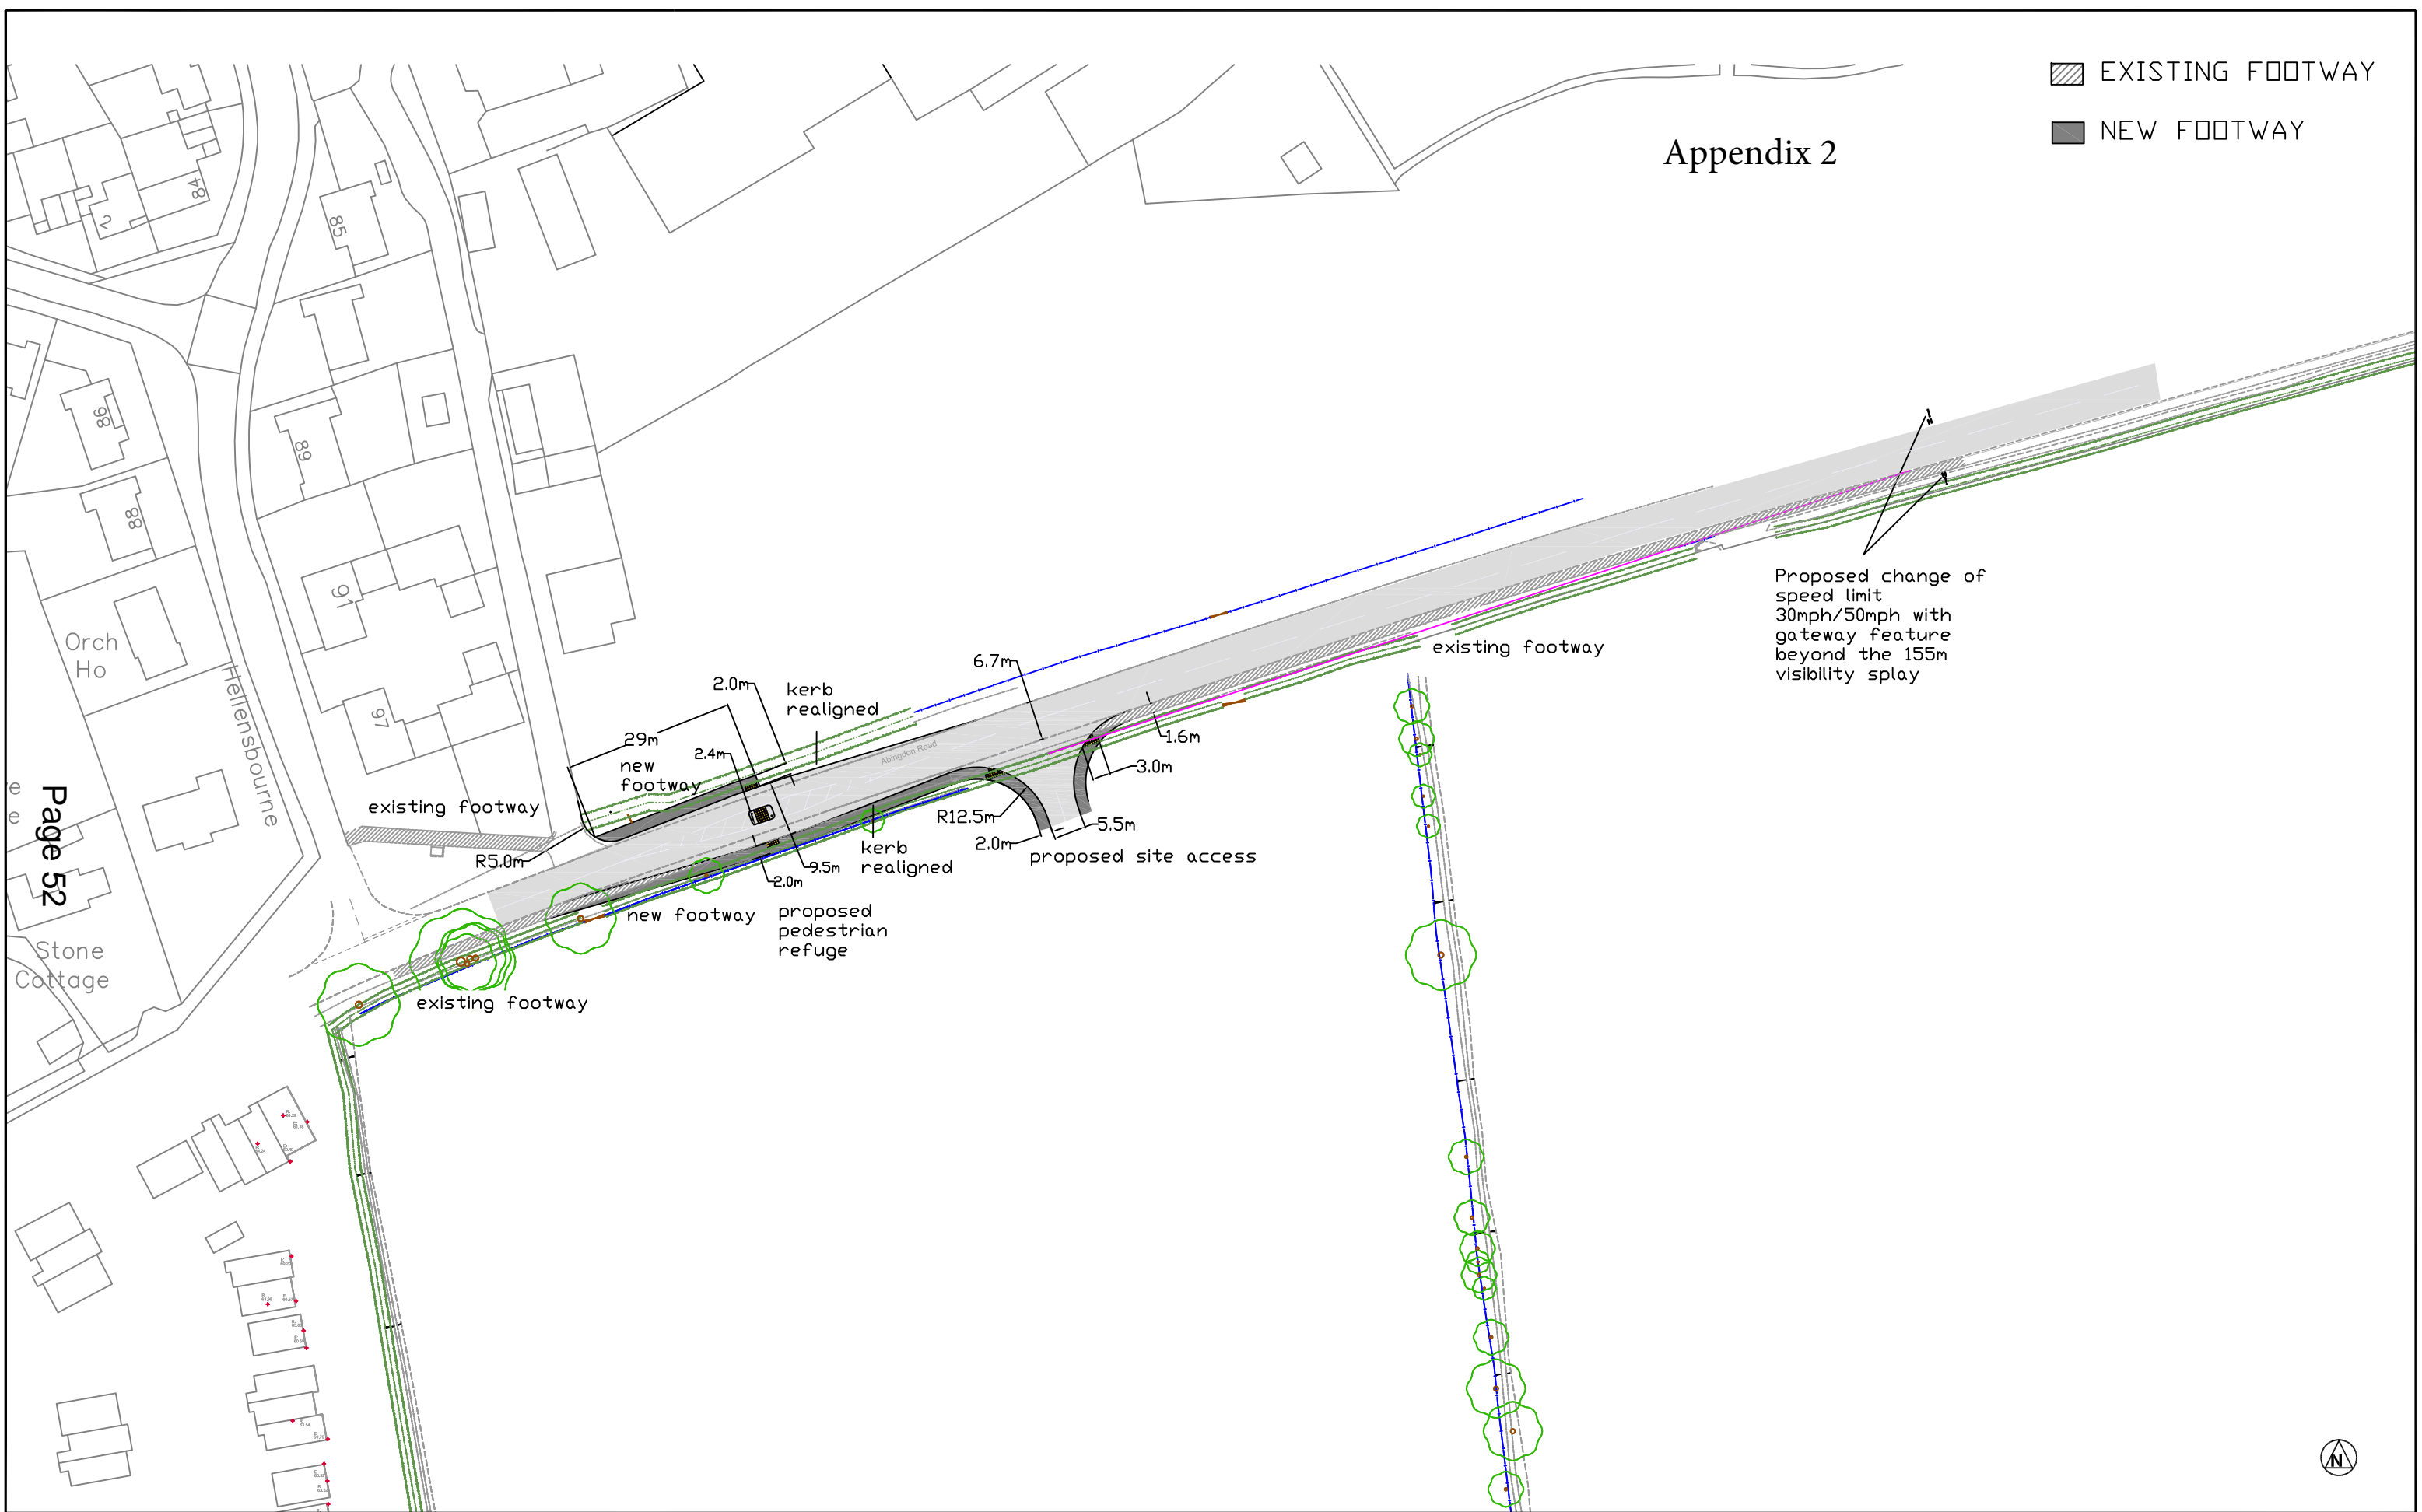 EXISTING FOOTWAY
NEW FOOTWAY
Appendix 2
84
2
85
98
89
88
91
Orch
Ho
97
Hellensbourne
e
e
Page 52
Stone
Cottage
Proposed change of
speed limit
30mph/50mph with
gateway feature
beyond the 155m
visibility splay
existing footway
6.7m
2.0m
kerb
realigned
29m
2.4m
new
footway
Abingdon Road
1.6m
3.0m
existing footway
R5.0m
R12.5m
5.5m
2.0m
proposed site access
kerb
realigned
9.5m
2.0m
new footway
proposed
pedestrian
refuge
existing footway
N